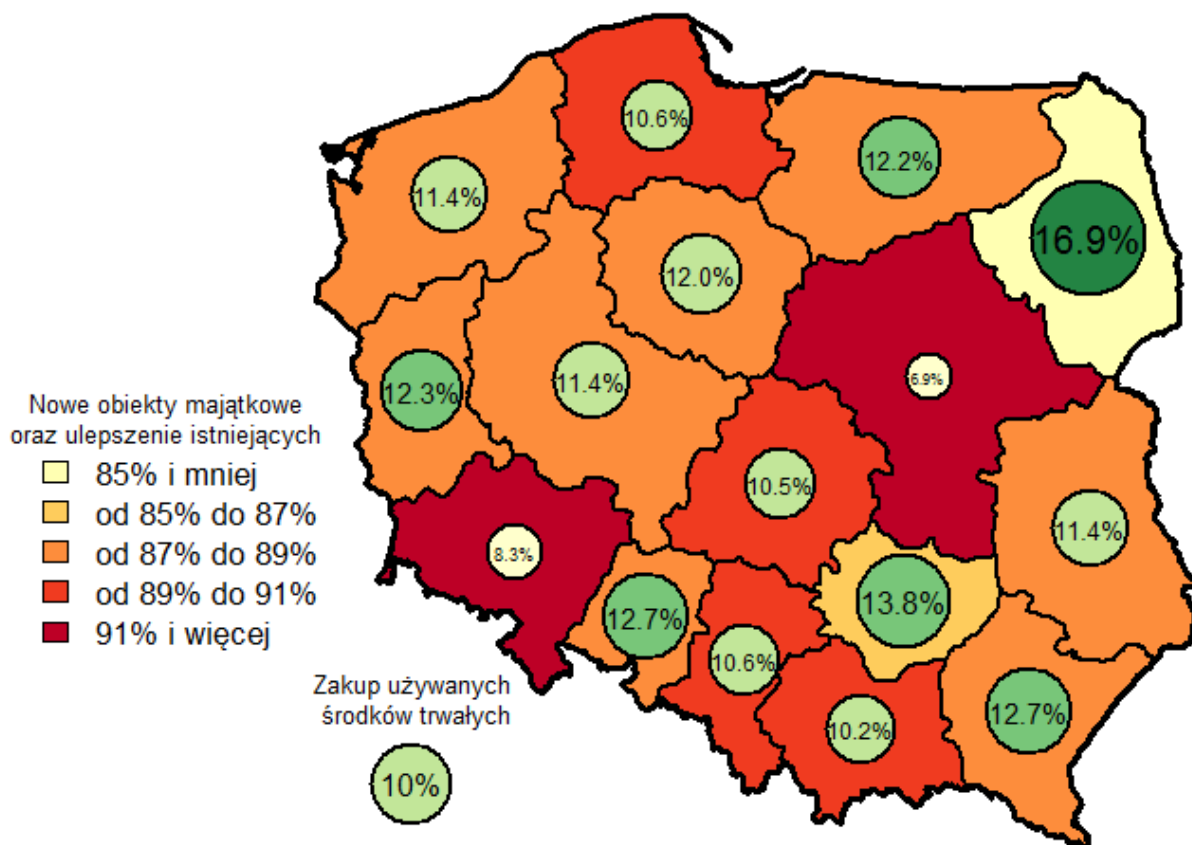 10.6%
12.2%
11.4%
16.9%
12.0%
12.3%
11.4%
6.9%
Nowe obiekty majątkowe
oraz ulepszenie istniejących
85% i mniej
od 85% do 87%
od 87% do 89%
od 89% do 91%
91% i więcej
10.5%
11.4%
8.3%
12.7%
13.8%
10.6%
10.2%
12.7%
Zakup używanych
środków trwałych
10%